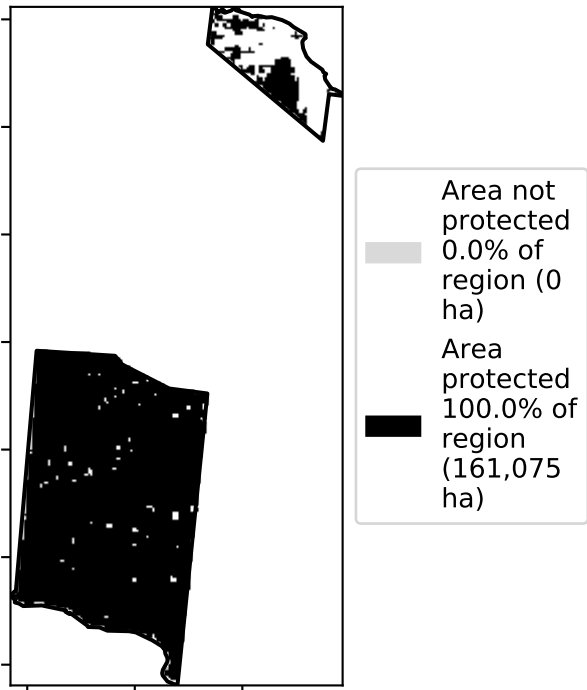 Area not
protected
0.0% of
region (0
ha)
Area
protected
100.0% of
region
(161,075
ha)